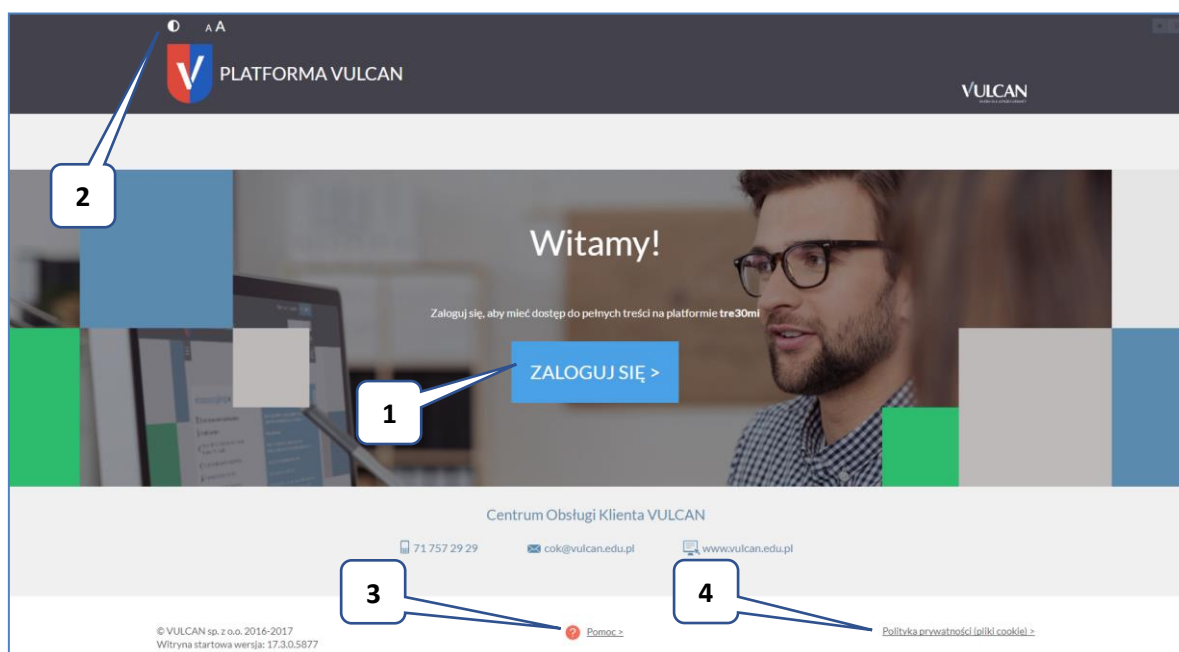 A A
PLATFORMA VULCAN
VULCAN
2
Witamy!
Zaloguj się, aby mieć dostęp do pełnych treści na platformie tre30mi
ZALOGUJ SIĘ >
1
Centrum Obsługi Klienta VULCAN
71 757 29 29 cok@vulcan.edu.pl www.vulcan.edu.pl
3 4
© VULCAN sp. z o.o. 2016-2017 ? Pomoc > Polityka prywatności (pliki cookie) >
Witryna startowa wersja: 17.3.0.5877